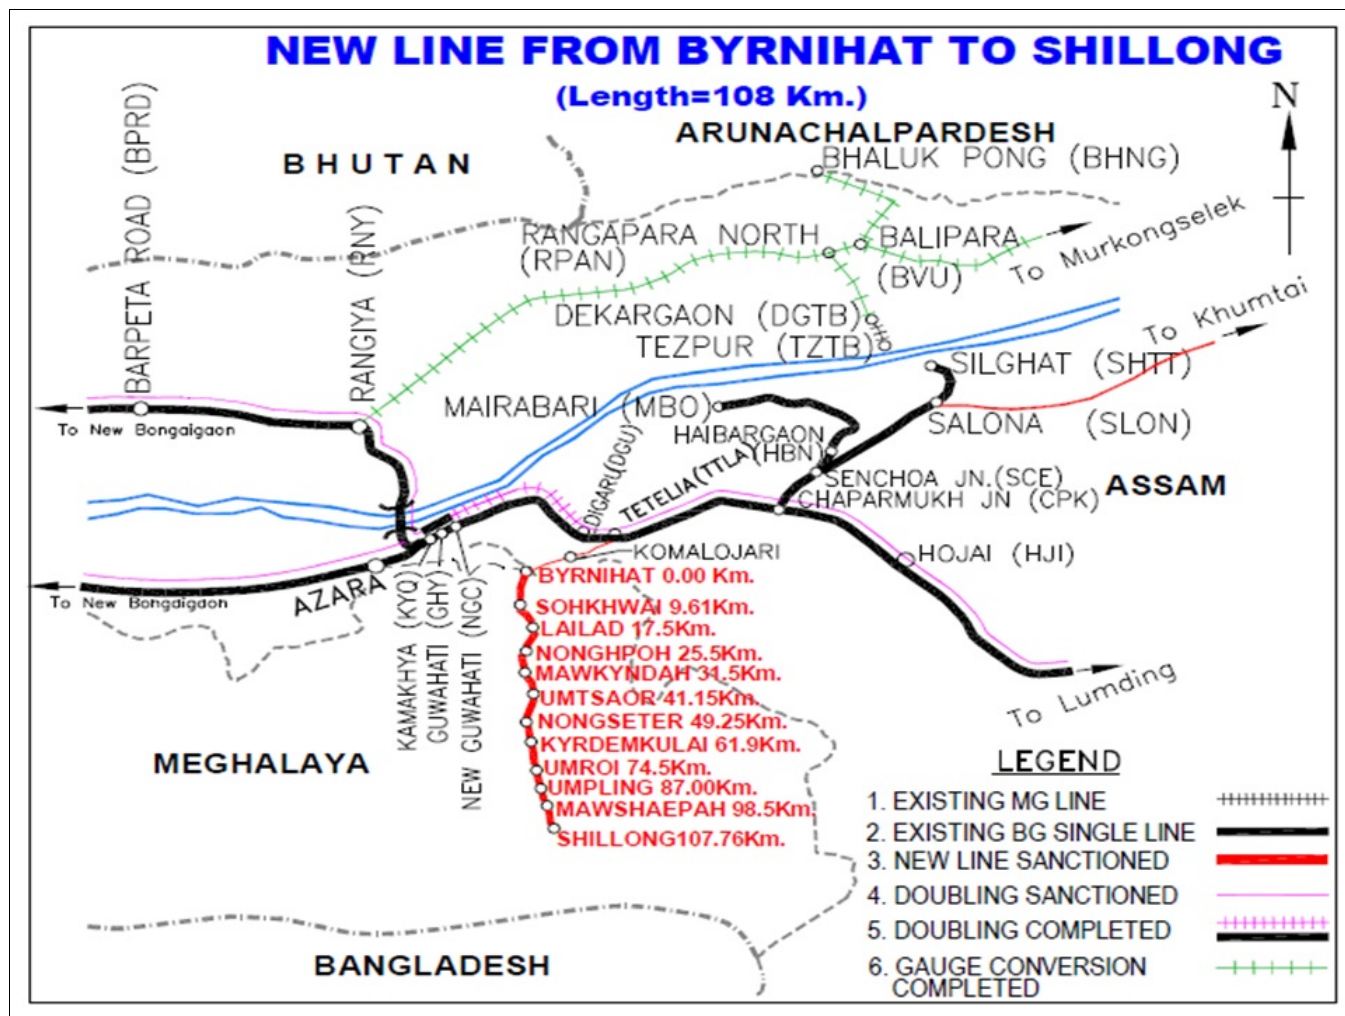 NEW LINE FROM BYRNIHAT TO SHILLONG
(Length=108 Km.)
N
ARUNACHALPARDESH
BHUTAN
BHALUK PONG (BHNG)
BARPETA ROAD (BPRD)
RANGIYA (RNY)
RANGAPARA NORTH
(RPAN)
BALIPARA
(BVU)
To Murkongselek
DEKARGAON (DGTB)
TEZPUR (TZTB)
To Khumtai
SILGHAT (SHTT)
MAIRABARI (MBO)
SALONA (SLON)
To New Bongaigaon
HAIBARGAON
(HBN)
DIGARU(DGU)
TETELIA(TTLA)
SENCHOA JN.(SCE)
CHAPARMUKH JN (CPK)
ASSAM
KOMALOJARI
HOJAI (HJI)
AZARA
To New Bongaigaon
KAMAKHYA (KYQ)
GUWAHATI (GHY)
NEW GUWAHATI (NGC)
BYRNIHAT 0.00 Km.
SOHKHWAI 9.61Km.
LAILAD 17.5Km.
NONGHPOH 25.5Km.
MAWKYNDAH 31.5Km.
UMTSAOR 41.15Km.
NONGSETER 49.25Km.
KYRDEMKULAI 61.9Km.
UMROI 74.5Km.
UMPLING 87.00Km.
MAWSHAEPAH 98.5Km.
SHILLONG107.76Km.
To Lumding
MEGHALAYA
BANGLADESH
LEGEND
1. EXISTING MG LINE
2. EXISTING BG SINGLE LINE
3. NEW LINE SANCTIONED
4. DOUBLING SANCTIONED
5. DOUBLING COMPLETED
6. GAUGE CONVERSION
COMPLETED